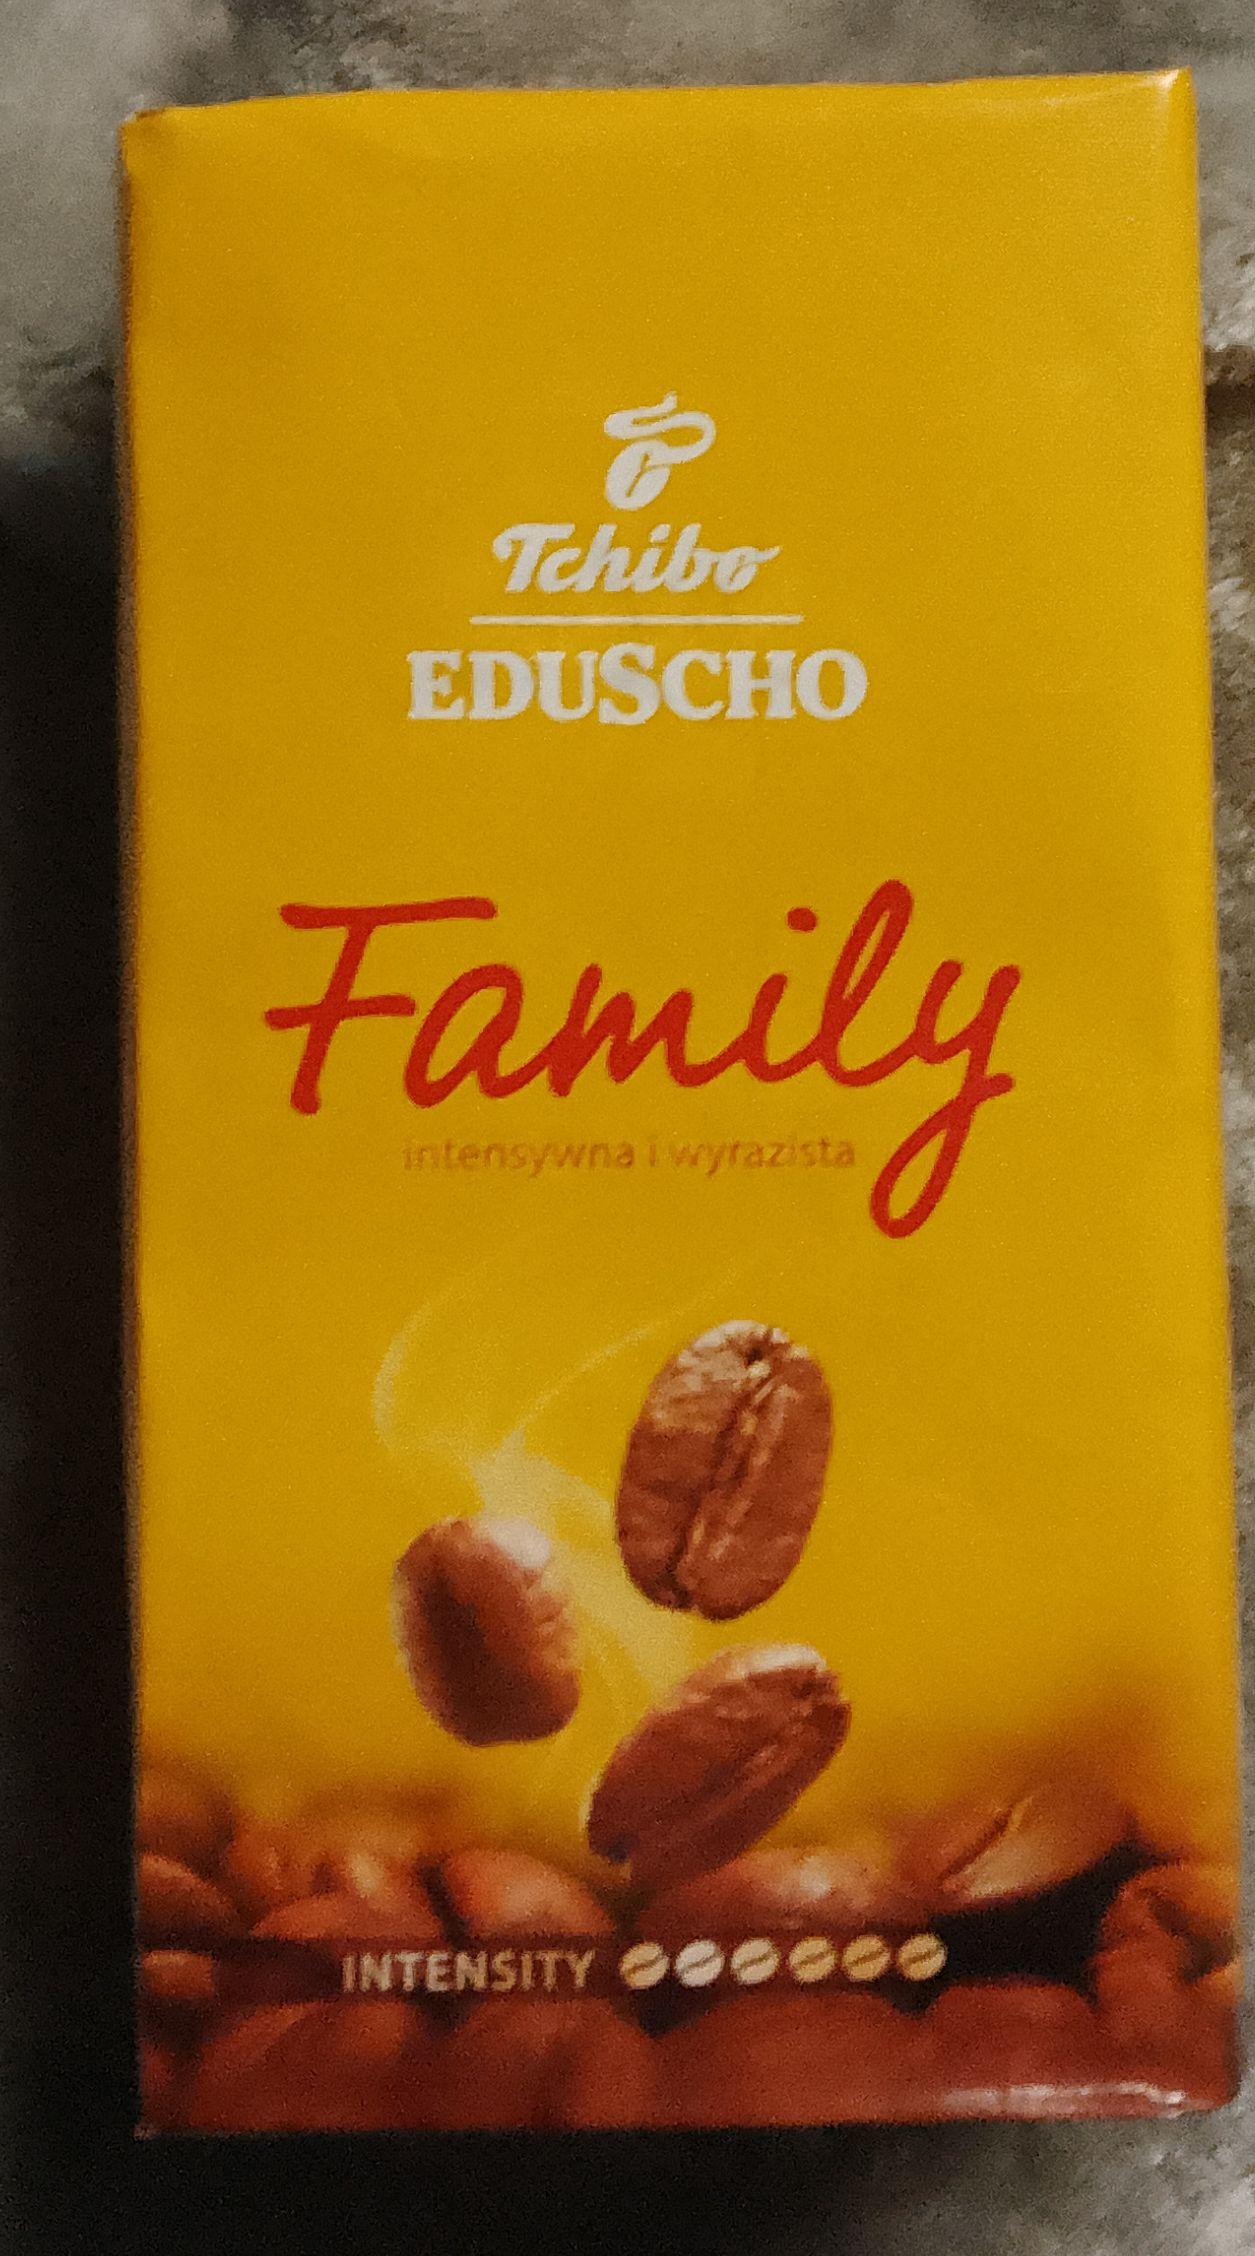 Tchibo
EDUSCHO
Family
intensywna i wyrazista
INTENSITY